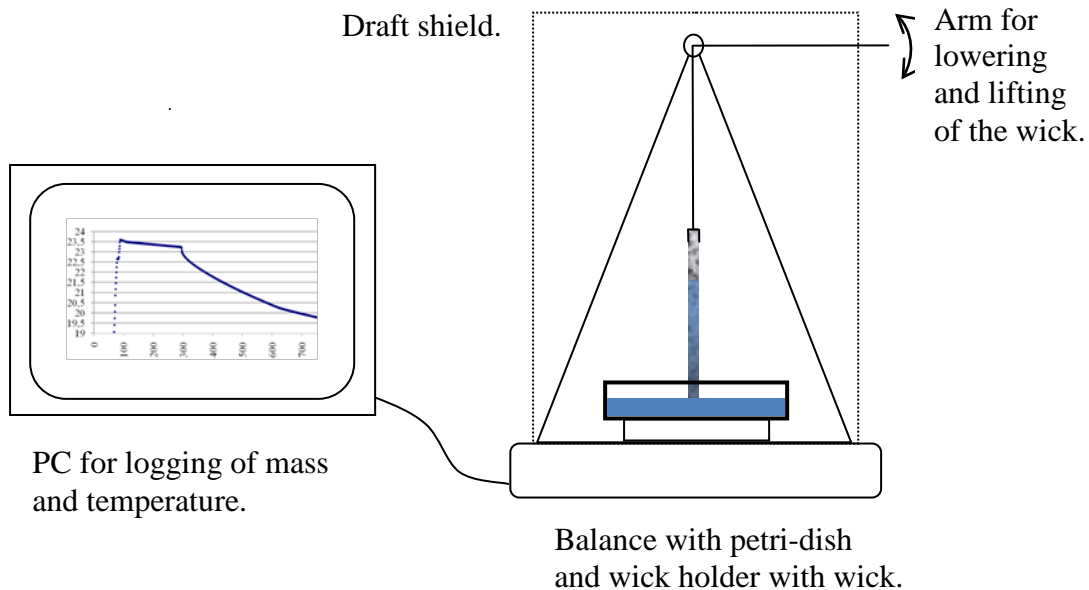 Draft shield.
Arm for
lowering
and lifting
of the wick.
24
23,5
23
22,5
22
21,5
21
20,5
20
19,5
19
0
100
200
300
400
500
600
700
PC for logging of mass
and temperature.
Balance with petri-dish
and wick holder with wick.